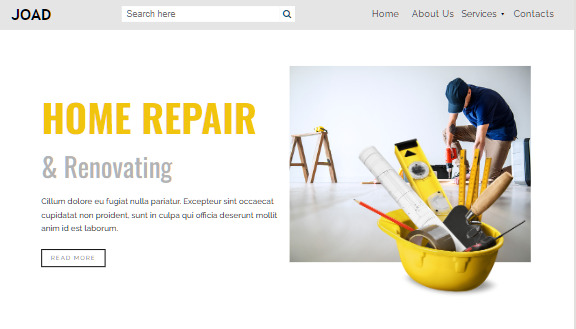 JOAD
Search here
Home About Us Services Contacts
HOME REPAIR
& Renovating
Cillum dolore eu fugiat nulla pariatur. Excepteur sint occaecat
cupidatat non proident, sunt in culpa qui officia deserunt mollit
anim id est laborum.
READ MORE